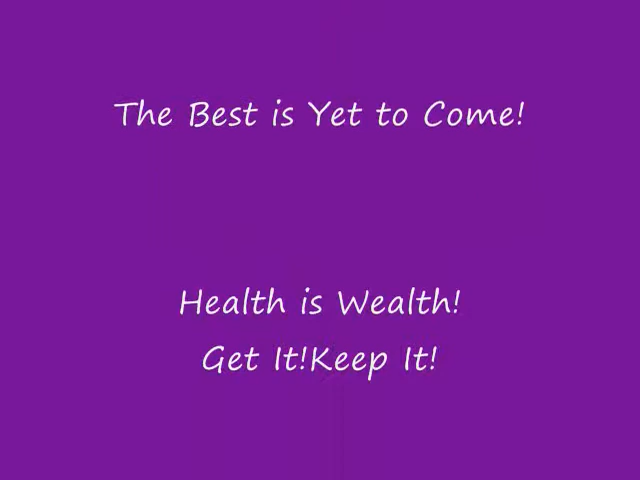 The Best is Yet to Come!
Health is Wealth!
Get It!Keep It!